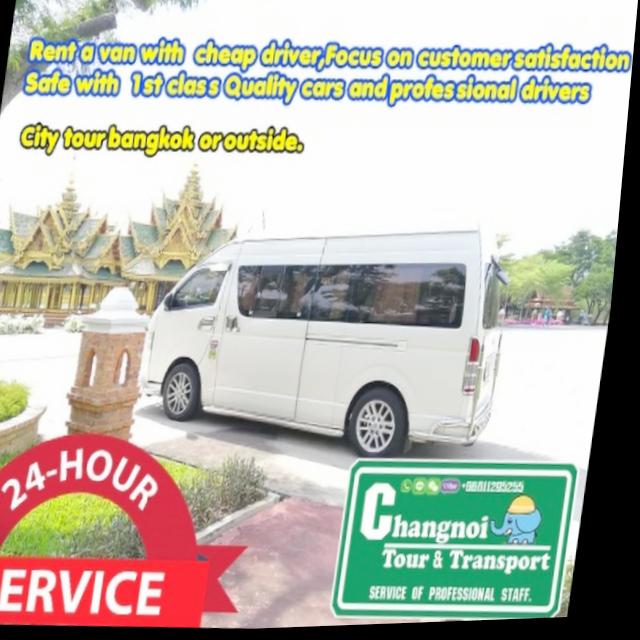 Rent a van with cheap driver,Focus on customer satisfaction
Safe with 1st class Quality cars and professional drivers
City tour bangkok or outside.
24-HOUR
ERVICE
Changnoi
Tour & Transport
SERVICE OF PROFESSIONAL STAFF.